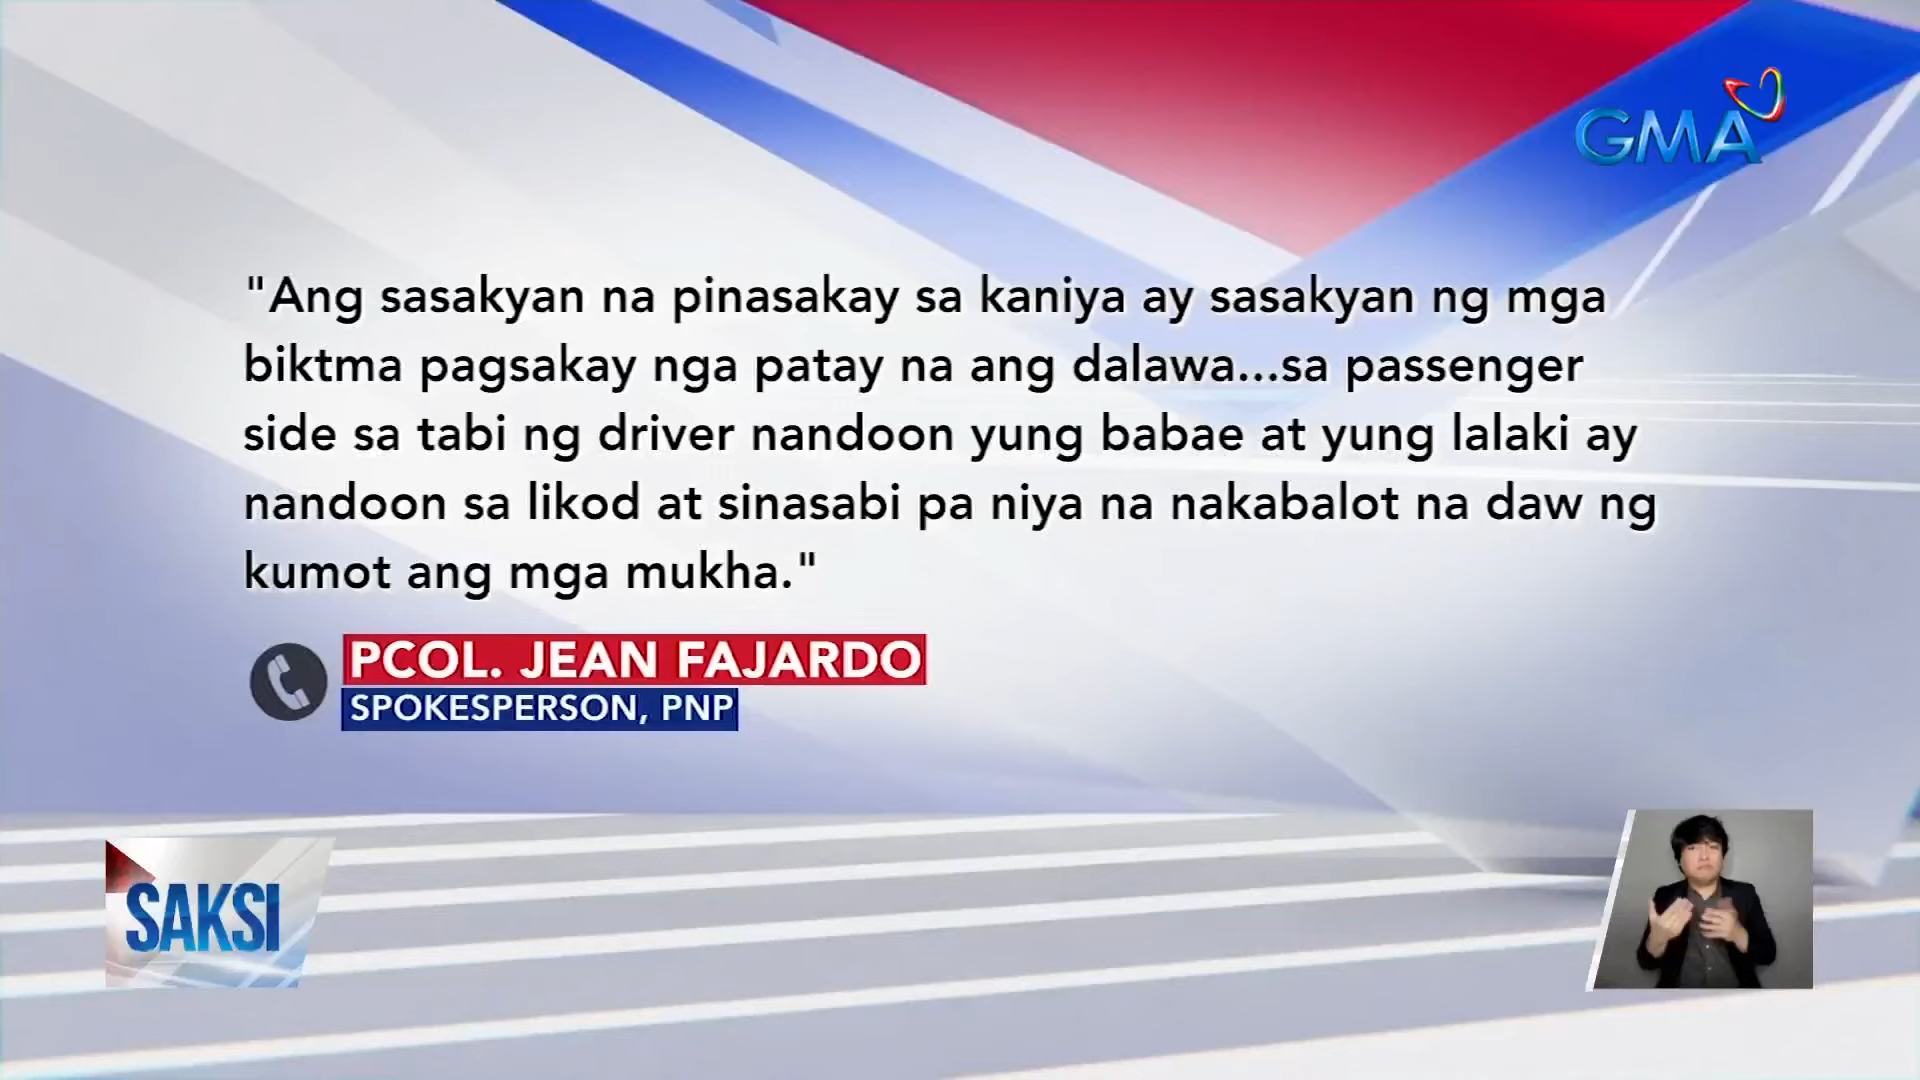 GMA
"Ang sasakyan na pinasakay sa kaniya ay sasakyan ng mga
biktma pagsakay nga patay na ang dalawa...sa passenger
side sa tabi ng driver nandoon yung babae at yung lalaki ay
nandoon sa likod at sinasabi pa niya na nakabalot na daw ng
kumot ang mga mukha."
PCOL. JEAN FAJARDO
SPOKESPERSON, PNP
SAKSI